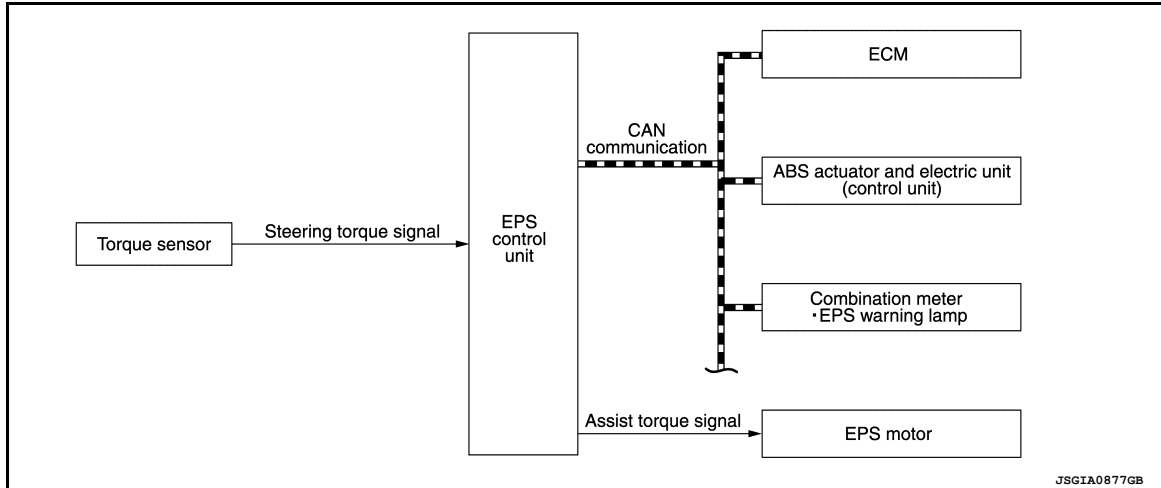 ECM
CAN
communication
ABS actuator and electric unit
(control unit)
Torque sensor
Steering torque signal
EPS
control
unit
Combination meter
･EPS warning lamp
Assist torque signal
EPS motor
JSGIA0877GB